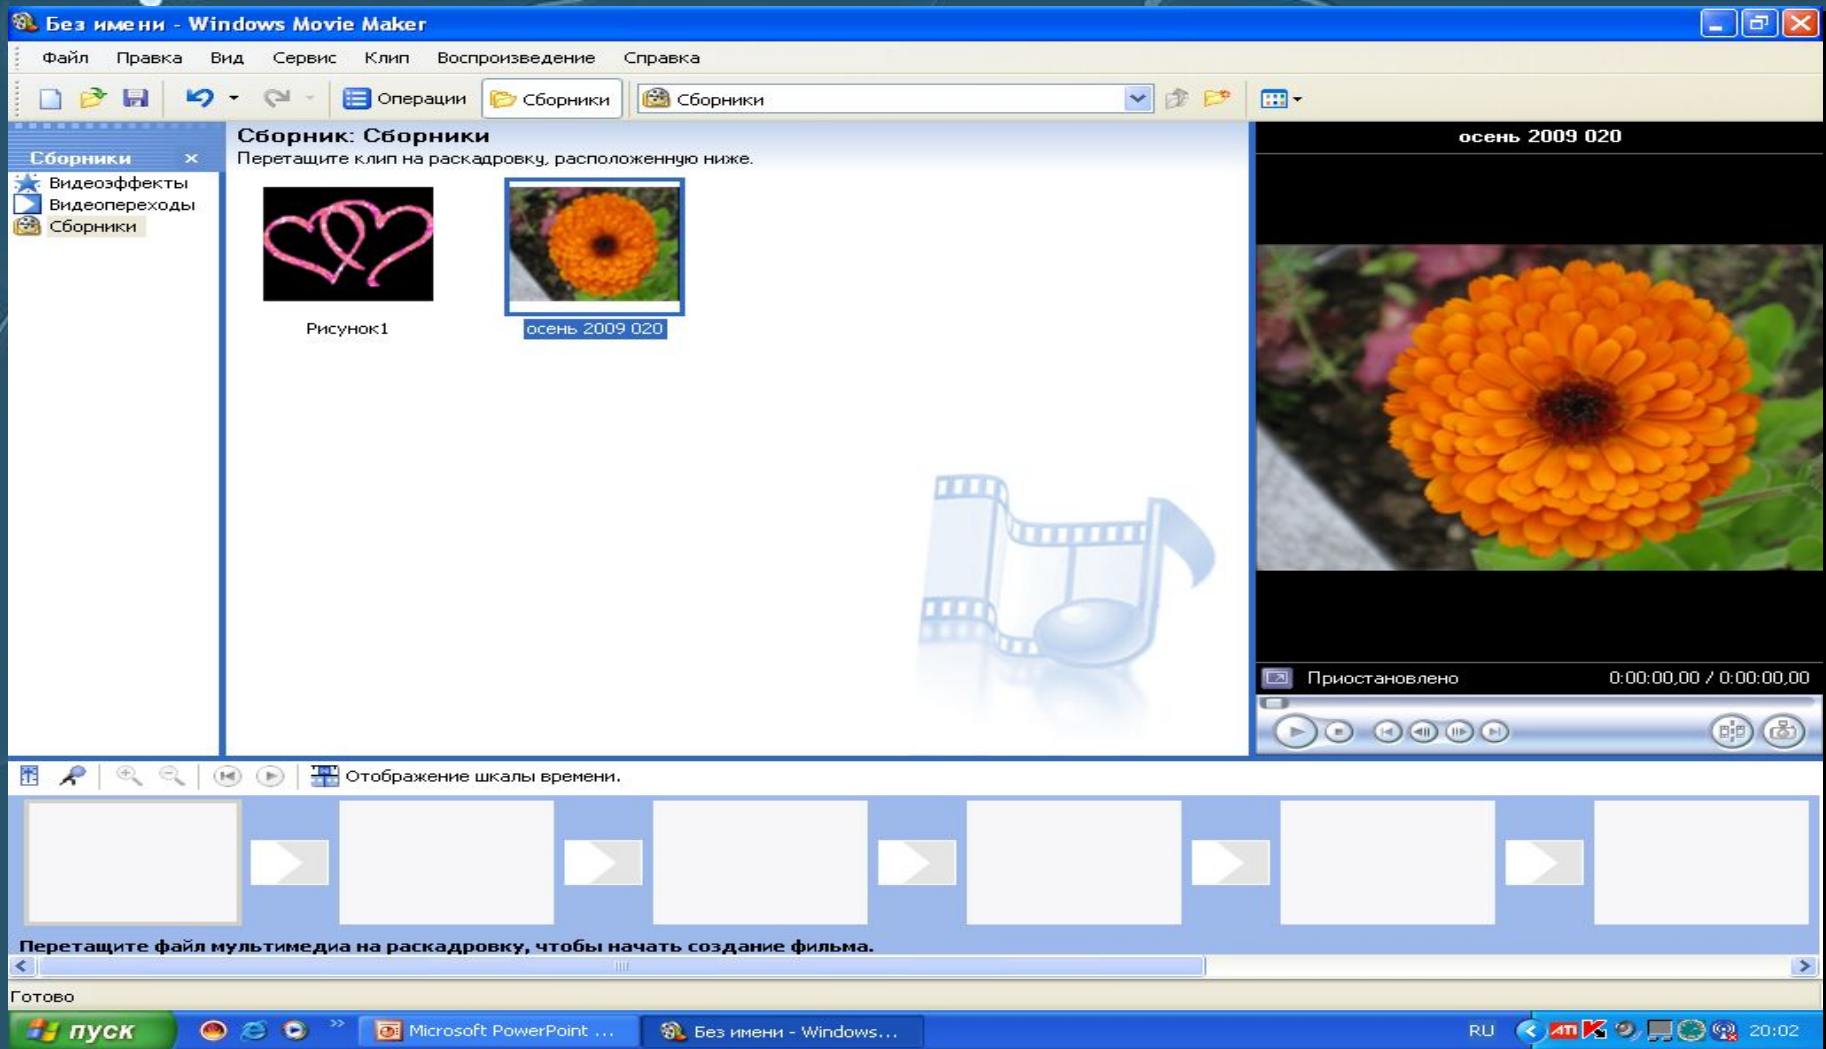 Без имени - Windows Movie Maker
Файл Правка Вид Сервис Клип Воспроизведение Справка
Операции Сборники Сборники
Сборники
Видеоэффекты
Видеопереходы
Сборники
Сборник: Сборники
Перетащите клип на раскадровку, расположенную ниже.
Рисунок1 осень 2009 020
осень 2009 020
Приостановлено 0:00:00,00 / 0:00:00,00
Отображение шкалы времени.
Перетащите файл мультимедиа на раскадровку, чтобы начать создание фильма.
Готово
пуск Microsoft PowerPoint ... Без имени - Windows... RU ATI K 20:02